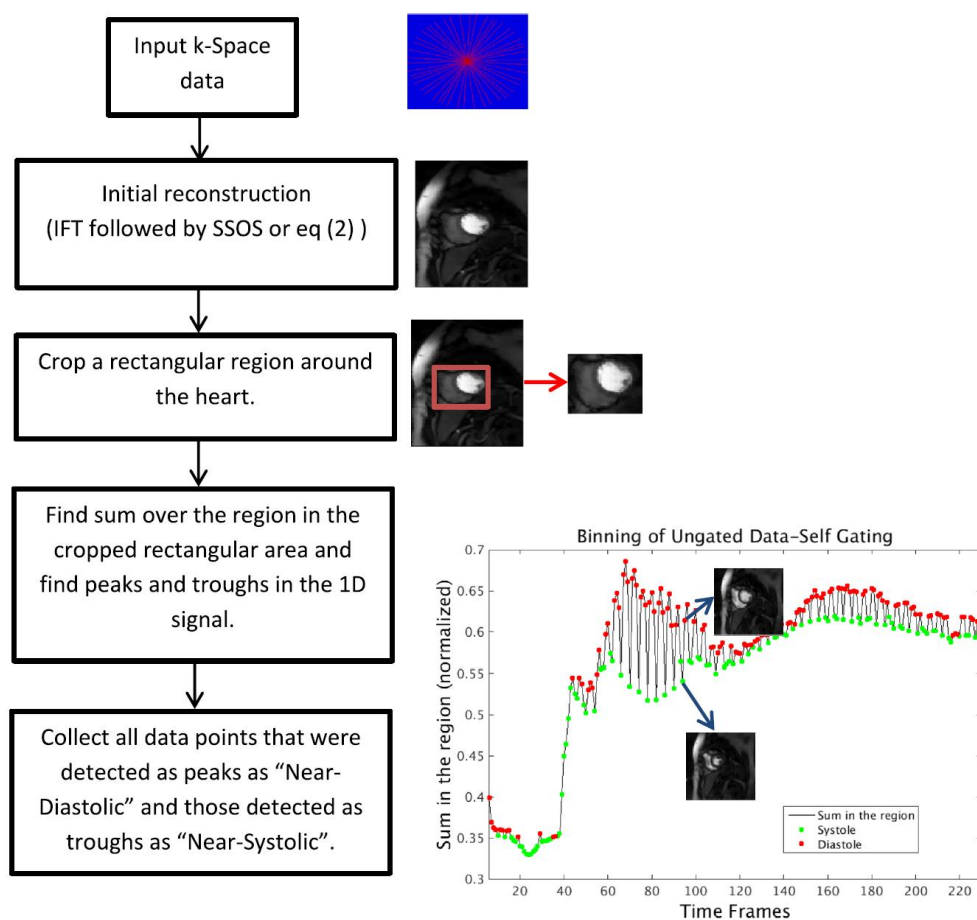 Input k-Space
data
Initial reconstruction
(IFT followed by SSOS or eq (2) )
Crop a rectangular region around
the heart.
Find sum over the region in the
cropped rectangular area and
find peaks and troughs in the 1D
signal.
Collect all data points that were
detected as peaks as “Near-
Diastolic” and those detected as
troughs as “Near-Systolic”.
Binning of Ungated Data-Self Gating
Sum in the region (normalized)
0.7
0.65
0.6
0.55
0.5
0.45
0.4
0.35
0.3
Sum in the region
Systole
Diastole
20 40 60 80 100 120 140 160 180 200 220
Time Frames